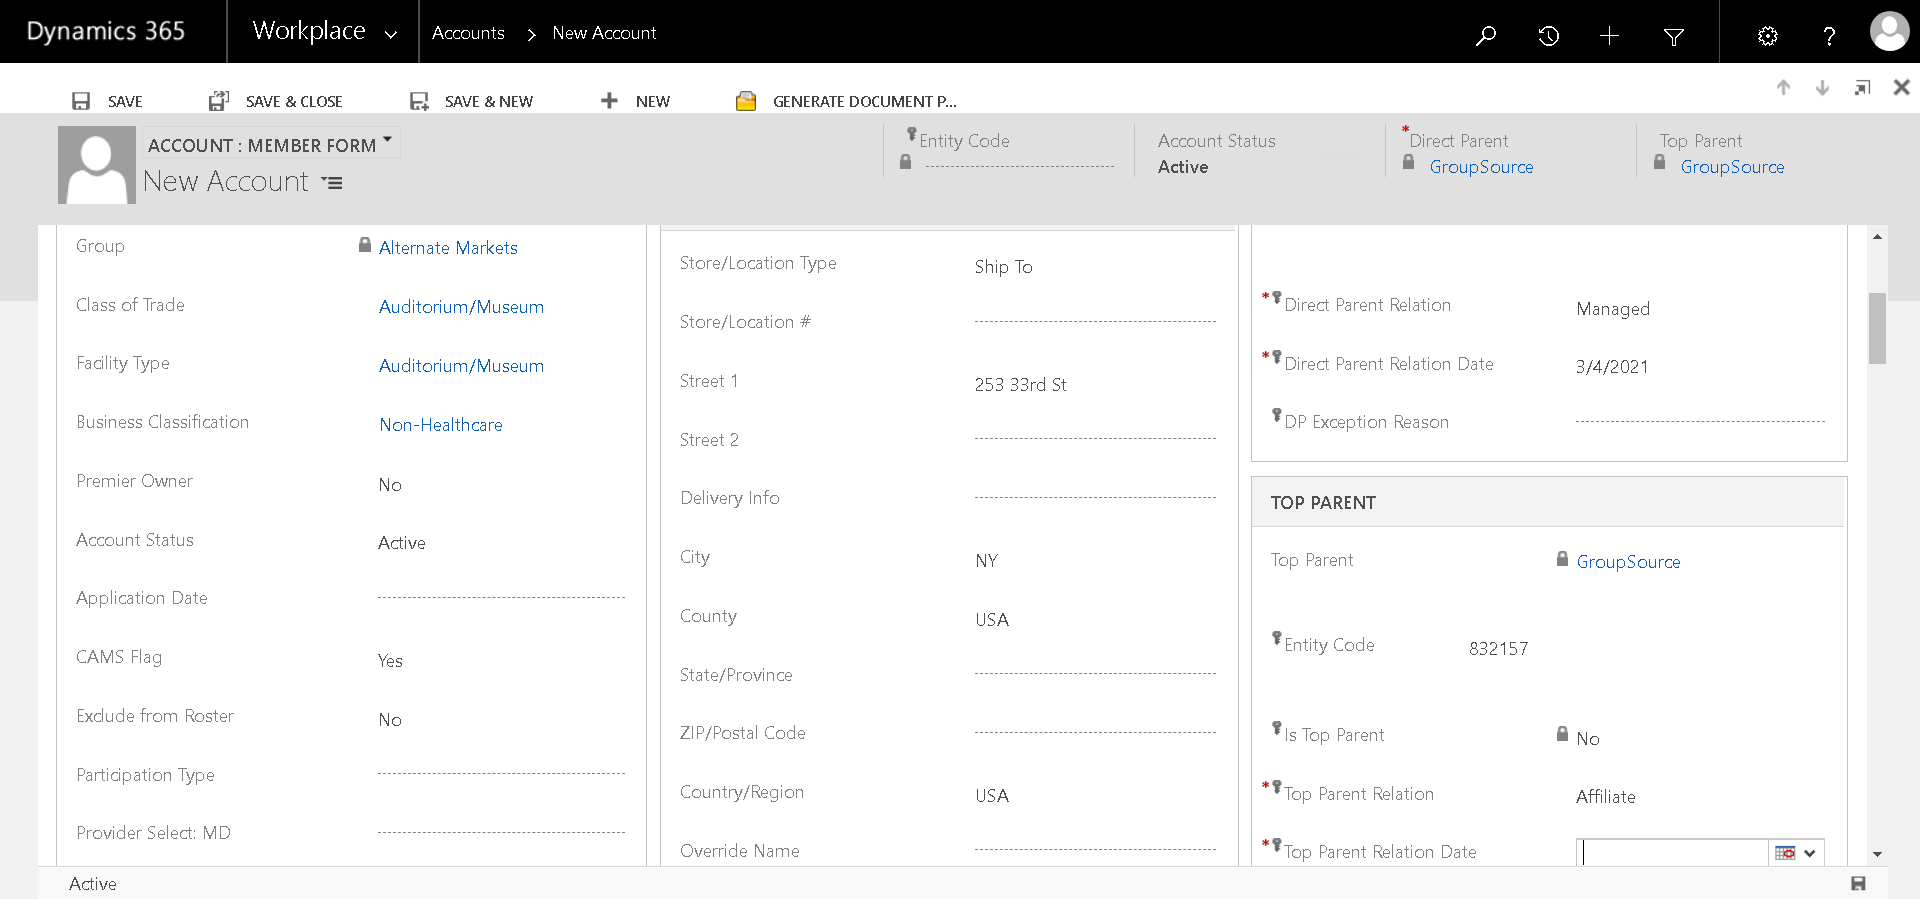 Dynamics 365
Workplace
Accounts > New Account
?
SAVE
SAVE & CLOSE
SAVE & NEW
NEW
GENERATE DOCUMENT P...
ACCOUNT : MEMBER FORM
New Account
Entity Code
Account Status
Active
*Direct Parent
GroupSource
Top Parent
GroupSource
Group
Alternate Markets
Class of Trade
Auditorium/Museum
Facility Type
Auditorium/Museum
Business Classification
Non-Healthcare
Premier Owner
No
Account Status
Active
Application Date
CAMS Flag
Yes
Exclude from Roster
No
Participation Type
Provider Select: MD
Store/Location Type
Ship To
Store/Location #
Street 1
253 33rd St
Street 2
Delivery Info
City
NY
County
USA
State/Province
ZIP/Postal Code
Country/Region
USA
Override Name
*Direct Parent Relation
Managed
*Direct Parent Relation Date
3/4/2021
DP Exception Reason
TOP PARENT
Top Parent
GroupSource
Entity Code
832157
Is Top Parent
No
*Top Parent Relation
Affiliate
*Top Parent Relation Date
Active